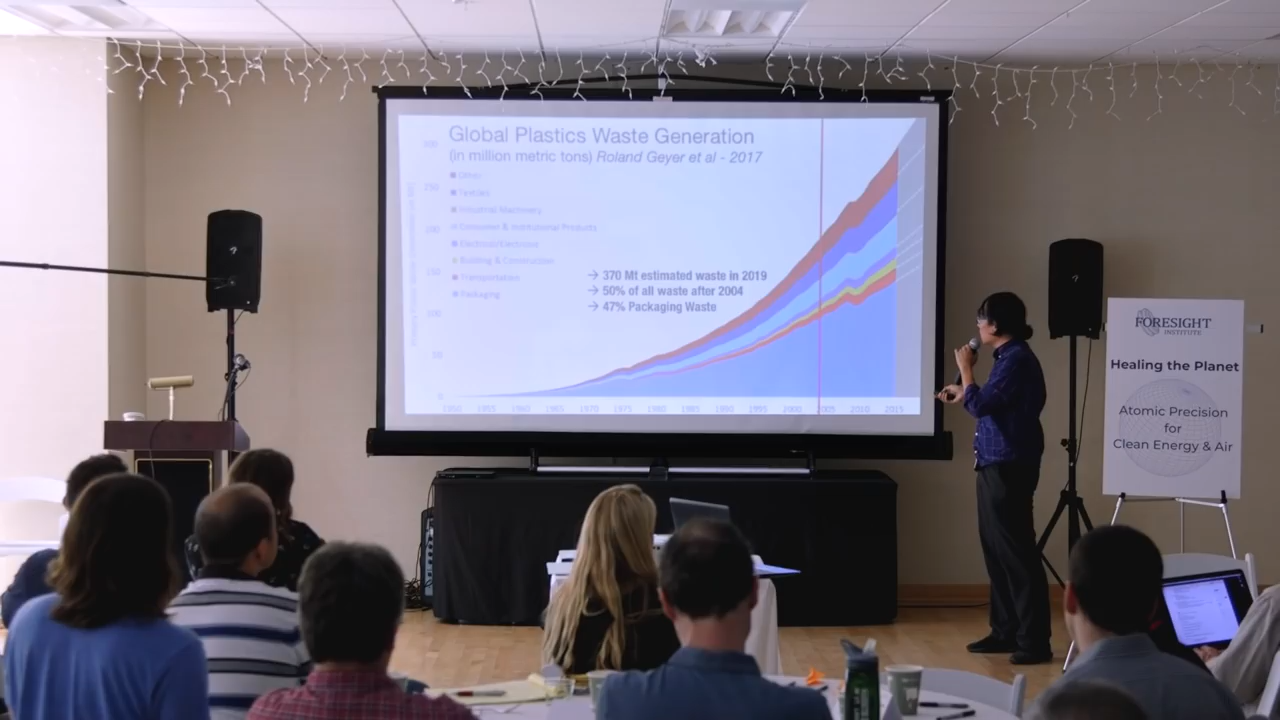 Global Plastics Waste Generation
(in million metric tons) Roland Geyer et al - 2017
300
250
200
150
100
50
0
Other
Textiles
Industrial Machinery
Consumer & Institutional Products
Electrical/Electronic
Building & Construction
Transportation
Packaging
→ 370 Mt estimated waste in 2019
→ 50% of all waste after 2004
→ 47% Packaging Waste
1950 1955 1960 1965 1970 1975 1980 1985 1990 1995 2000 2005 2010 2015
FORESIGHT
INSTITUTE
Healing the Planet
Atomic Precision
for
Clean Energy & Air